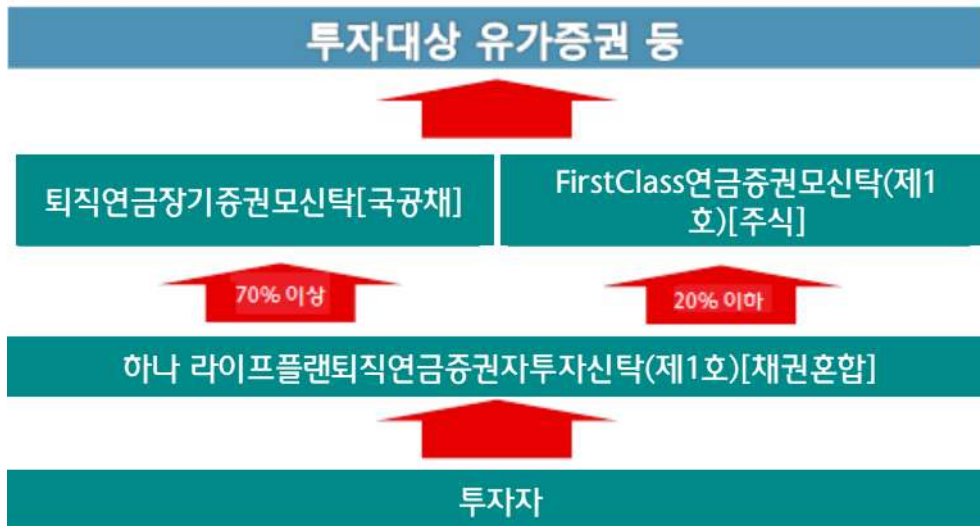 투자대상 유가증권 등
퇴직연금장기증권모신탁[국공채]
FirstClass연금증권모신탁(제1
호)[주식]
70% 이상
20% 이하
하나 라이프플랜퇴직연금증권자투자신탁(제1호)[채권혼합]
투자자